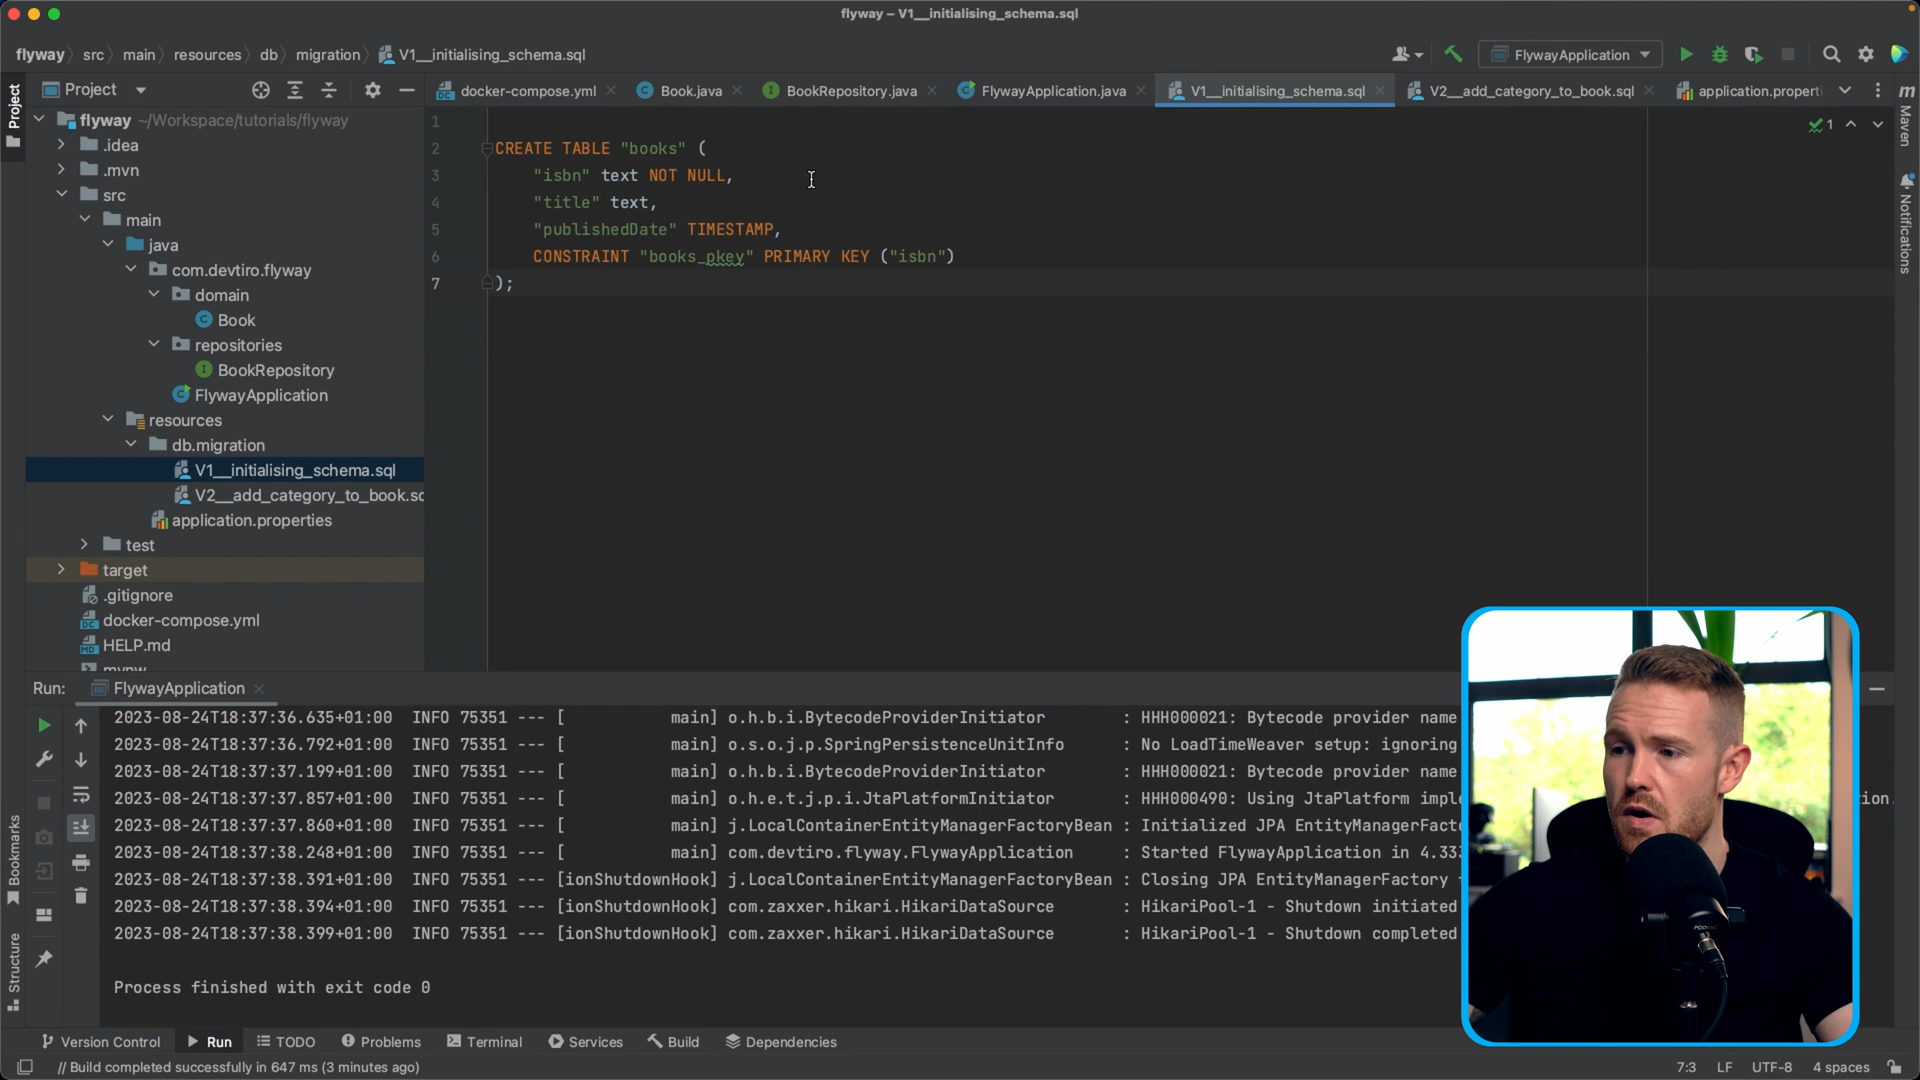 flyway – V1__initialising_schema.sql
flyway src main resources db migration V1__initialising_schema.sql
FlywayApplication
Project
docker-compose.yml
Book.java
BookRepository.java
FlywayApplication.java
V1__initialising_schema.sql
V2__add_category_to_book.sql
application.properti
Project
Maven
Notifications
Bookmarks
Structure
flyway ~/Workspace/tutorials/flyway
.idea
.mvn
src
main
java
com.devtiro.flyway
domain
Book
repositories
BookRepository
FlywayApplication
resources
db.migration
V1__initialising_schema.sql
V2__add_category_to_book.sq
application.properties
test
target
.gitignore
docker-compose.yml
HELP.md
mvnw
1
2 CREATE TABLE "books" (
3 "isbn" text NOT NULL,
4 "title" text,
5 "publishedDate" TIMESTAMP,
6 CONSTRAINT "books_pkey" PRIMARY KEY ("isbn")
7 );
1
Run: FlywayApplication
2023-08-24T18:37:36.635+01:00 INFO 75351 --- [ main] o.h.b.i.BytecodeProviderInitiator : HHH000021: Bytecode provider name
2023-08-24T18:37:36.792+01:00 INFO 75351 --- [ main] o.s.o.j.p.SpringPersistenceUnitInfo : No LoadTimeWeaver setup: ignoring
2023-08-24T18:37:37.199+01:00 INFO 75351 --- [ main] o.h.b.i.BytecodeProviderInitiator : HHH000021: Bytecode provider name
2023-08-24T18:37:37.857+01:00 INFO 75351 --- [ main] o.h.e.t.j.p.i.JtaPlatformInitiator : HHH000490: Using JtaPlatform impl ion.
2023-08-24T18:37:37.860+01:00 INFO 75351 --- [ main] j.LocalContainerEntityManagerFactoryBean : Initialized JPA EntityManagerFacto
2023-08-24T18:37:38.248+01:00 INFO 75351 --- [ main] com.devtiro.flyway.FlywayApplication : Started FlywayApplication in 4.333
2023-08-24T18:37:38.391+01:00 INFO 75351 --- [ionShutdownHook] j.LocalContainerEntityManagerFactoryBean : Closing JPA EntityManagerFactory
2023-08-24T18:37:38.394+01:00 INFO 75351 --- [ionShutdownHook] com.zaxxer.hikari.HikariDataSource : HikariPool-1 - Shutdown initiated
2023-08-24T18:37:38.399+01:00 INFO 75351 --- [ionShutdownHook] com.zaxxer.hikari.HikariDataSource : HikariPool-1 - Shutdown completed
Process finished with exit code 0
Version Control Run TODO Problems Terminal Services Build Dependencies
// Build completed successfully in 647 ms (3 minutes ago)
7:3 LF UTF-8 4 spaces